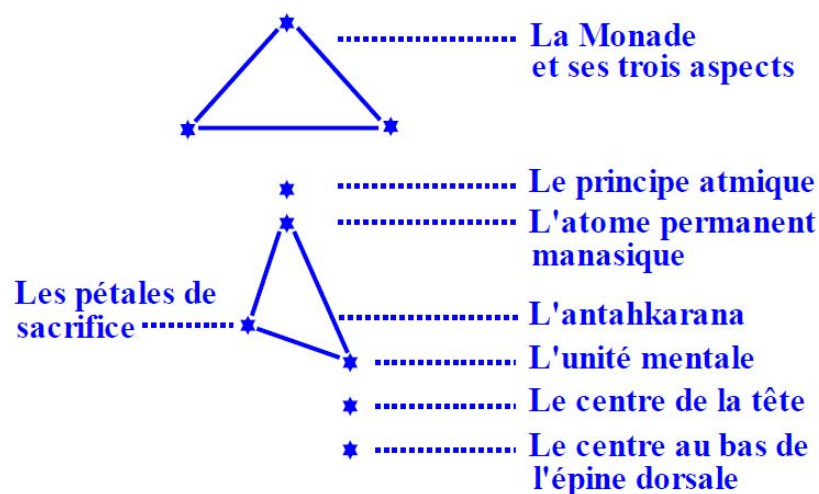 La Monade
et ses trois aspects
Le principe atmique
L'atome permanent
manasique
Les pétales de
sacrifice
L'antahkarana
L'unité mentale
Le centre de la tête
Le centre au bas de
l'épine dorsale